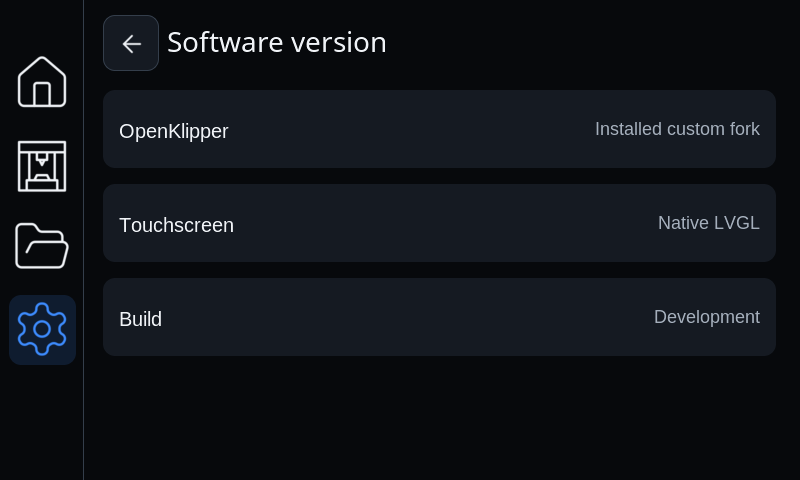 Software version
OpenKlipper Installed custom fork
Touchscreen Native LVGL
Build Development